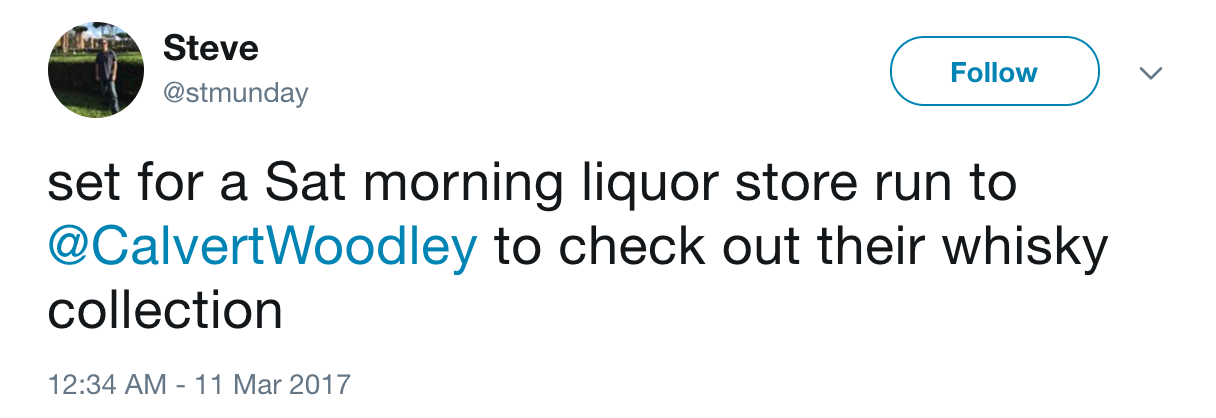 Steve
@stmunday
Follow
set for a Sat morning liquor store run to
@CalvertWoodley to check out their whisky
collection
12:34 AM - 11 Mar 2017